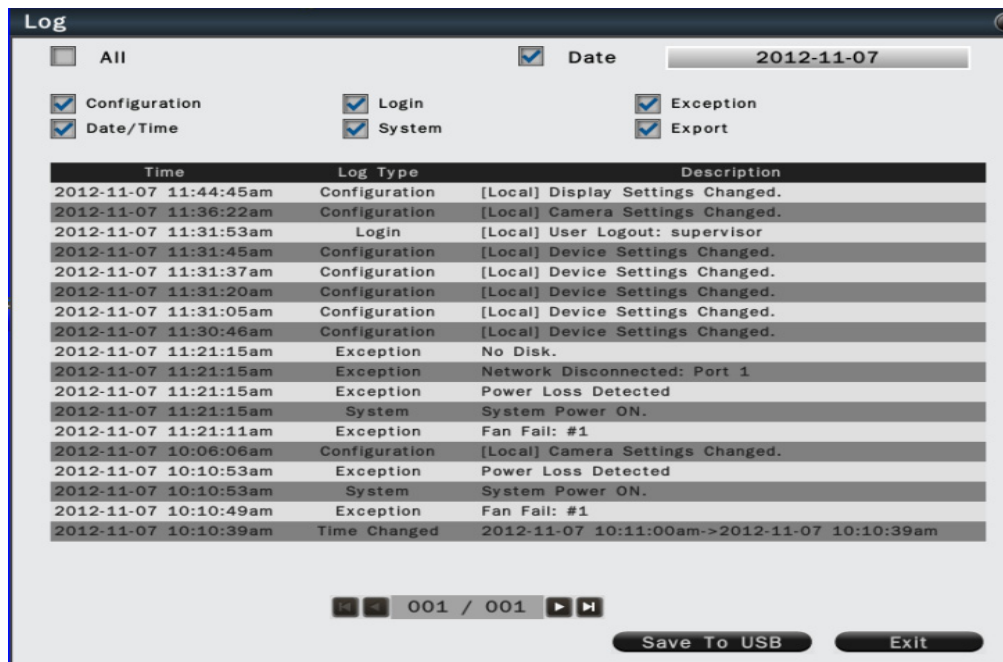 Log
All Date 2012-11-07
Configuration Login Exception
Date/Time System Export
Time Log Type Description
2012-11-07 11:44:45am Configuration [Local] Display Settings Changed.
2012-11-07 11:36:22am Configuration [Local] Camera Settings Changed.
2012-11-07 11:31:53am Login [Local] User Logout: supervisor
2012-11-07 11:31:45am Configuration [Local] Device Settings Changed.
2012-11-07 11:31:37am Configuration [Local] Device Settings Changed.
2012-11-07 11:31:20am Configuration [Local] Device Settings Changed.
2012-11-07 11:31:05am Configuration [Local] Device Settings Changed.
2012-11-07 11:30:46am Configuration [Local] Device Settings Changed.
2012-11-07 11:21:15am Exception No Disk.
2012-11-07 11:21:15am Exception Network Disconnected: Port 1
2012-11-07 11:21:15am Exception Power Loss Detected
2012-11-07 11:21:15am System System Power ON.
2012-11-07 11:21:11am Exception Fan Fail: #1
2012-11-07 10:06:06am Configuration [Local] Camera Settings Changed.
2012-11-07 10:10:53am Exception Power Loss Detected
2012-11-07 10:10:53am System System Power ON.
2012-11-07 10:10:49am Exception Fan Fail: #1
2012-11-07 10:10:39am Time Changed 2012-11-07 10:11:00am->2012-11-07 10:10:39am
001 / 001
Save To USB Exit